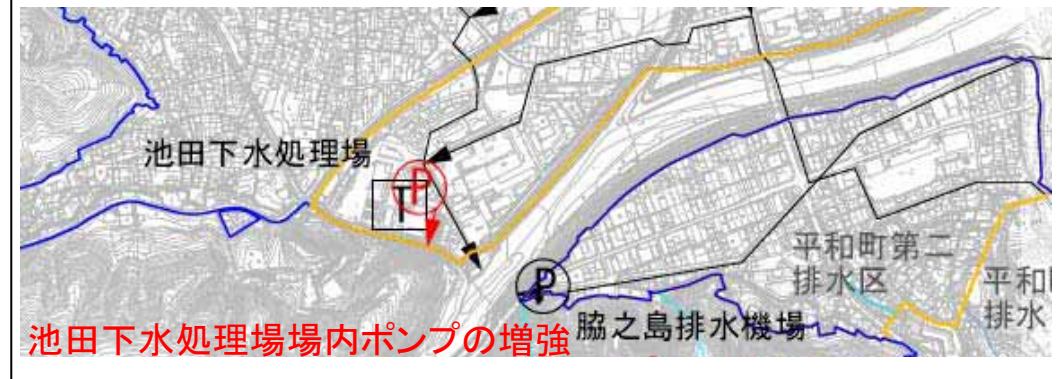 池田下水処理場
P
T
平和町第二
排水区
平和
排水
P
脇之島排水機場
池田下水処理場場内ポンプの増強